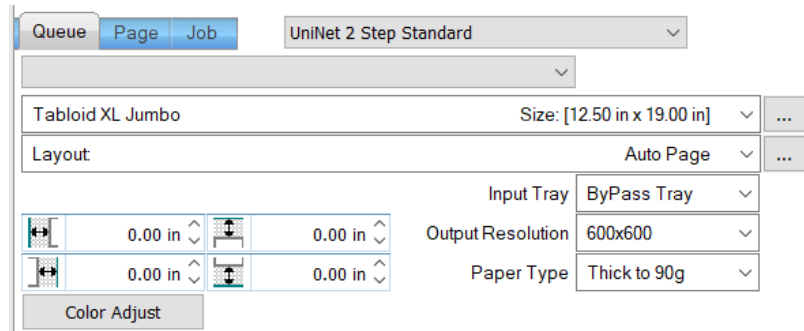 Queue Page Job UniNet 2 Step Standard
Tabloid XL Jumbo Size: [12.50 in x 19.00 in] ...
Layout: Auto Page ...
Input Tray ByPass Tray
0.00 in 0.00 in Output Resolution 600x600
0.00 in 0.00 in Paper Type Thick to 90g
Color Adjust